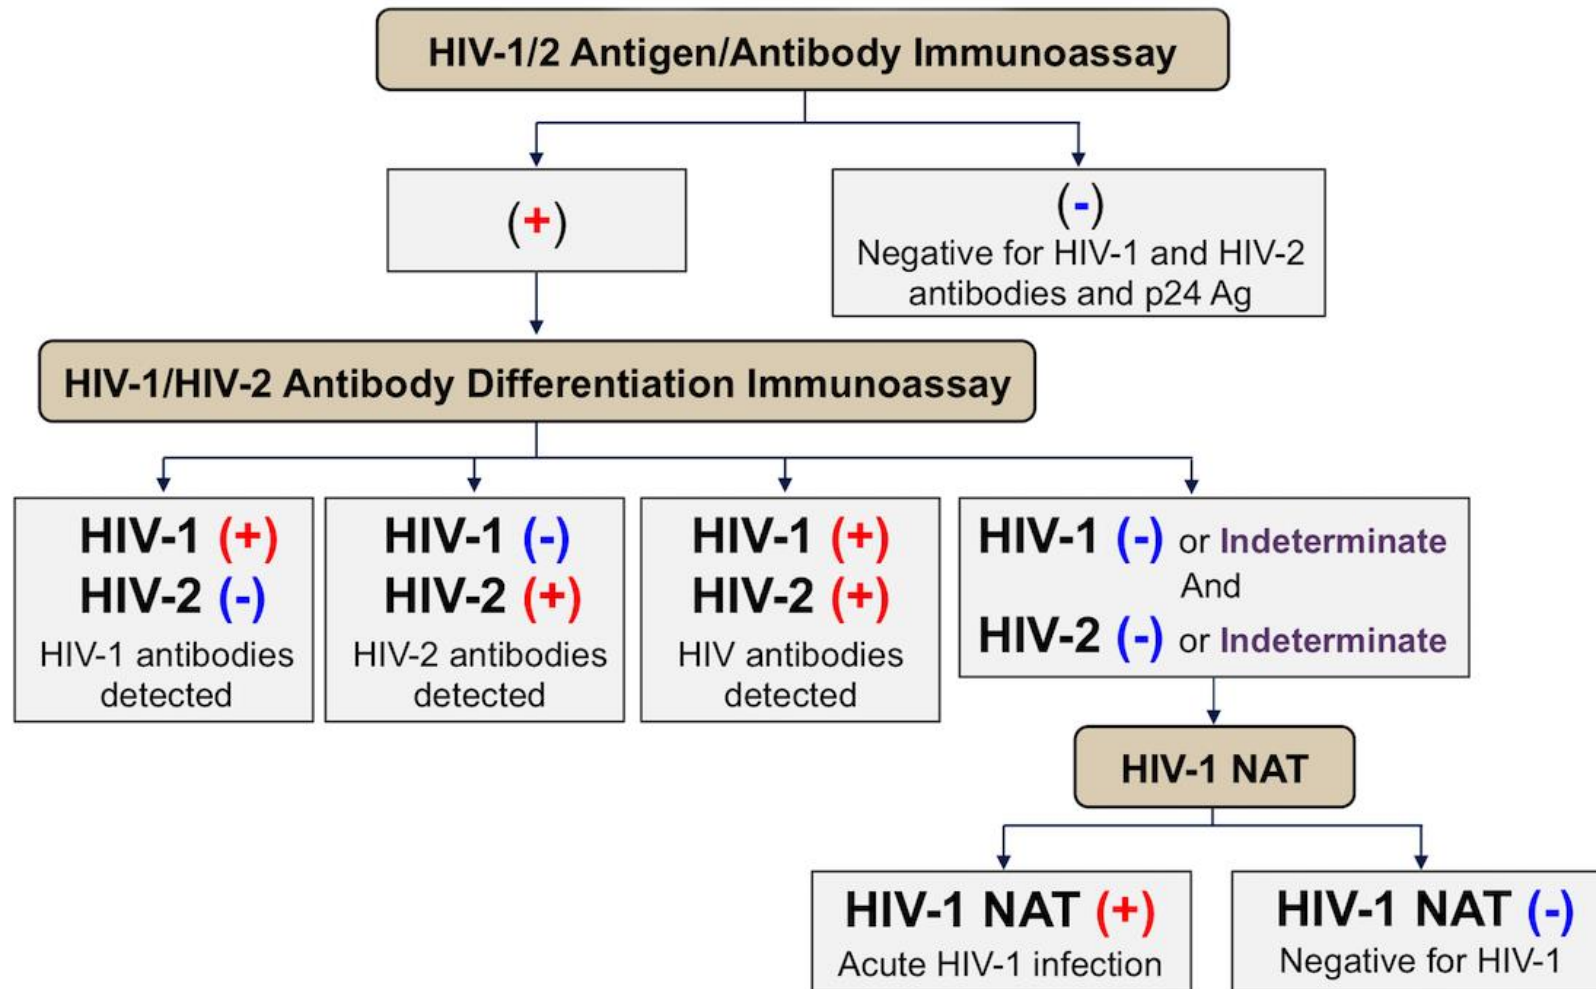 HIV-1/2 Antigen/Antibody Immunoassay
(+)
(-)
Negative for HIV-1 and HIV-2
antibodies and p24 Ag
HIV-1/HIV-2 Antibody Differentiation Immunoassay
HIV-1 (+)
HIV-2 (-)
HIV-1 antibodies
detected
HIV-1 (-)
HIV-2 (+)
HIV-2 antibodies
detected
HIV-1 (+)
HIV-2 (+)
HIV antibodies
detected
HIV-1 (-) or Indeterminate
And
HIV-2 (-) or Indeterminate
HIV-1 NAT
HIV-1 NAT (+)
Acute HIV-1 infection
HIV-1 NAT (-)
Negative for HIV-1